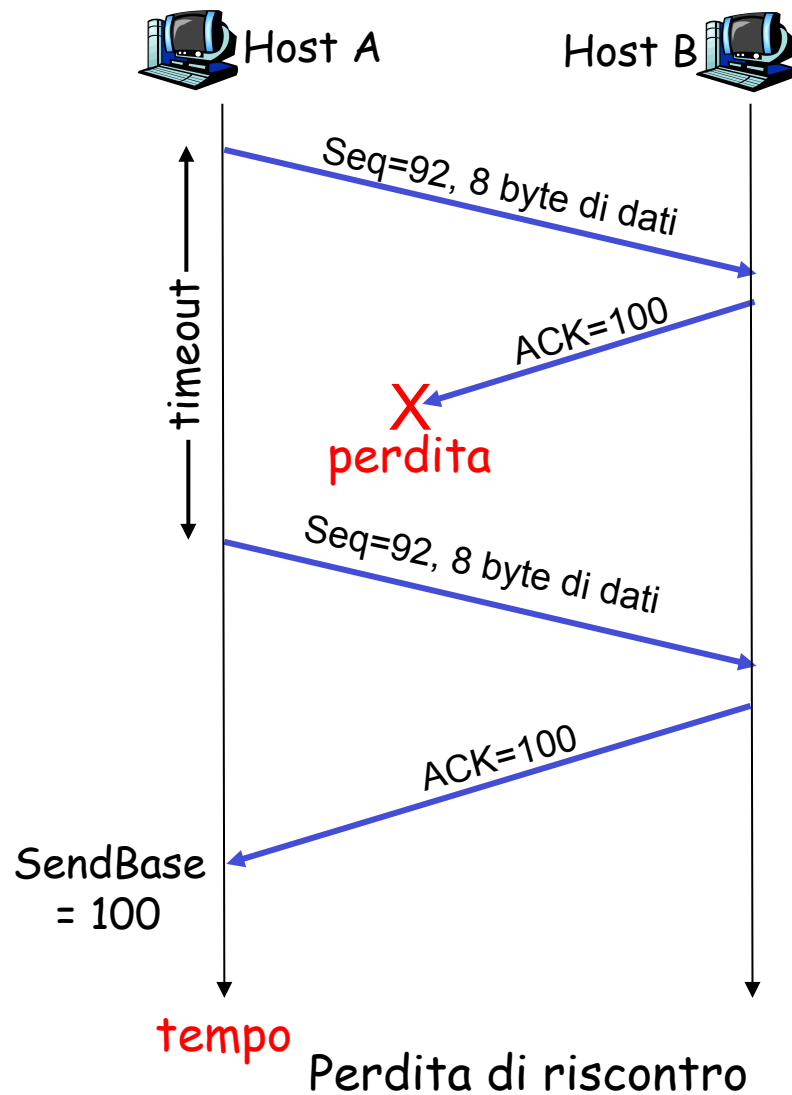 Host A
Host B
Seq=92, 8 byte di dati
timeout
ACK=100
X
perdita
Seq=92, 8 byte di dati
ACK=100
SendBase
= 100
tempo
Perdita di riscontro